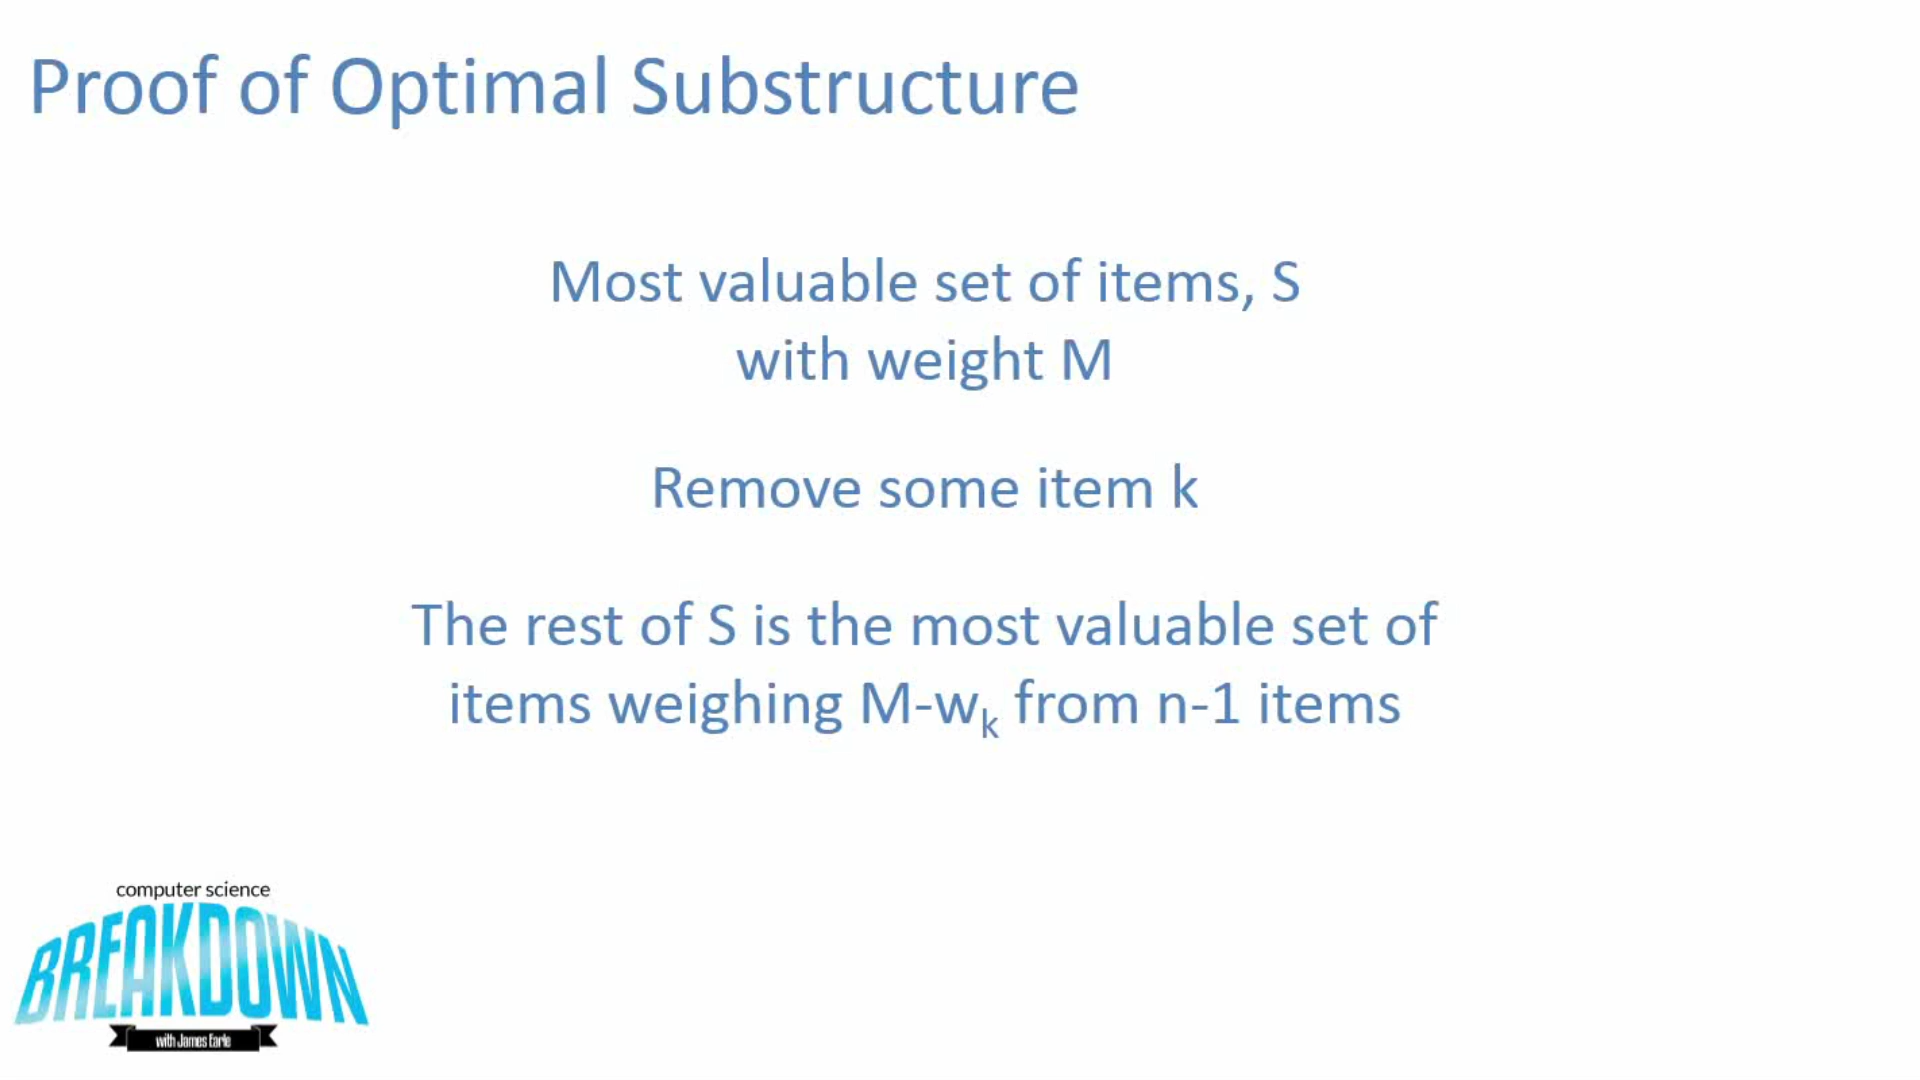 Proof of Optimal Substructure
Most valuable set of items, S
with weight M
Remove some item k
The rest of S is the most valuable set of
items weighing M-wk from n-1 items
computer science
BREAKDOWN
with James Earle